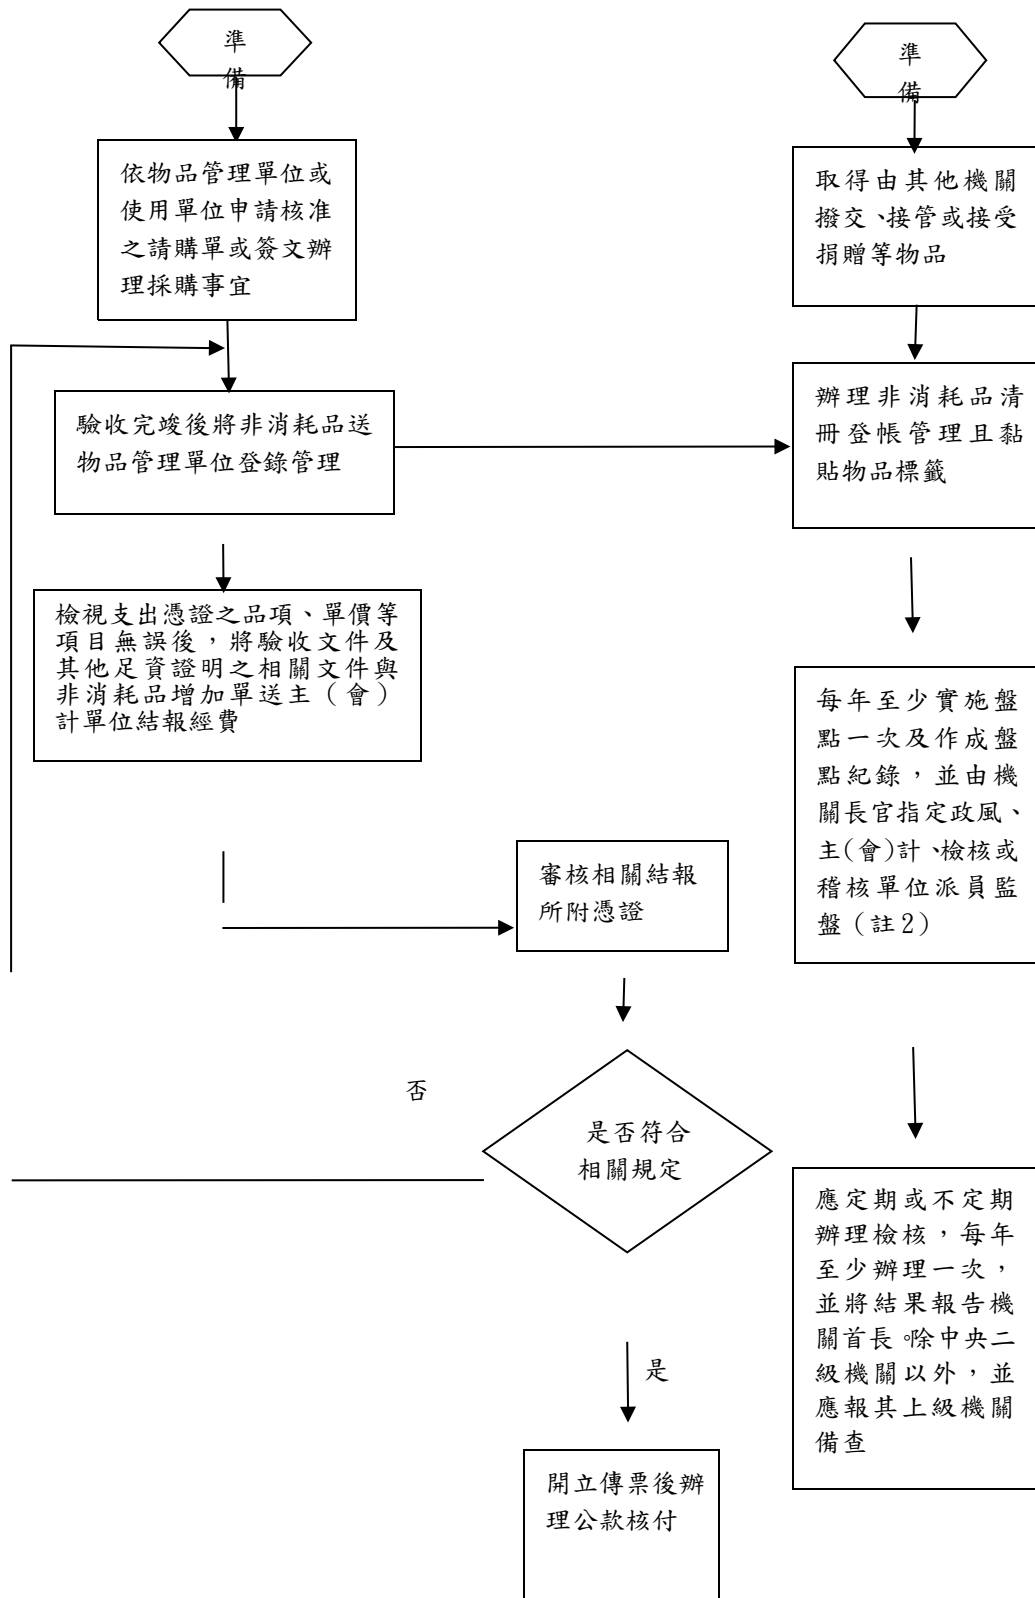 準
備
依物品管理單位或
使用單位申請核准
之請購單或簽文辦
理採購事宜
驗收完竣後將非消耗品送
物品管理單位登錄管理
檢視支出憑證之品項、單價等
項目無誤後，將驗收文件及
其他足資證明之相關文件與
非消耗品增加單送主（會）
計單位結報經費
審核相關結報
所附憑證
是否符合
相關規定
否
是
開立傳票後辦
理公款核付
準
備
取得由其他機關
撥交、接管或接受
捐贈等物品
辦理非消耗品清
冊登帳管理且黏
貼物品標籤
每年至少實施盤
點一次及作成盤
點紀錄，並由機
關長官指定政風、
主(會)計、檢核或
稽核單位派員監
盤（註2）
應定期或不定期
辦理檢核，每年
至少辦理一次，
並將結果報告機
關首長。除中央二
級機關以外，並
應報其上級機關
備查